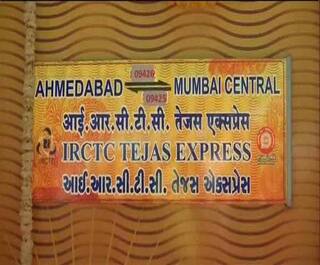 09426
AHMEDABAD MUMBAI CENTRAL
09425
आई.आर.सी.टी.सी. तेजस एक्सप्रेस
IRCTC TEJAS EXPRESS
આઈ.આર.સી.ટી.સી. તેજસ એક્સપ્રેસ